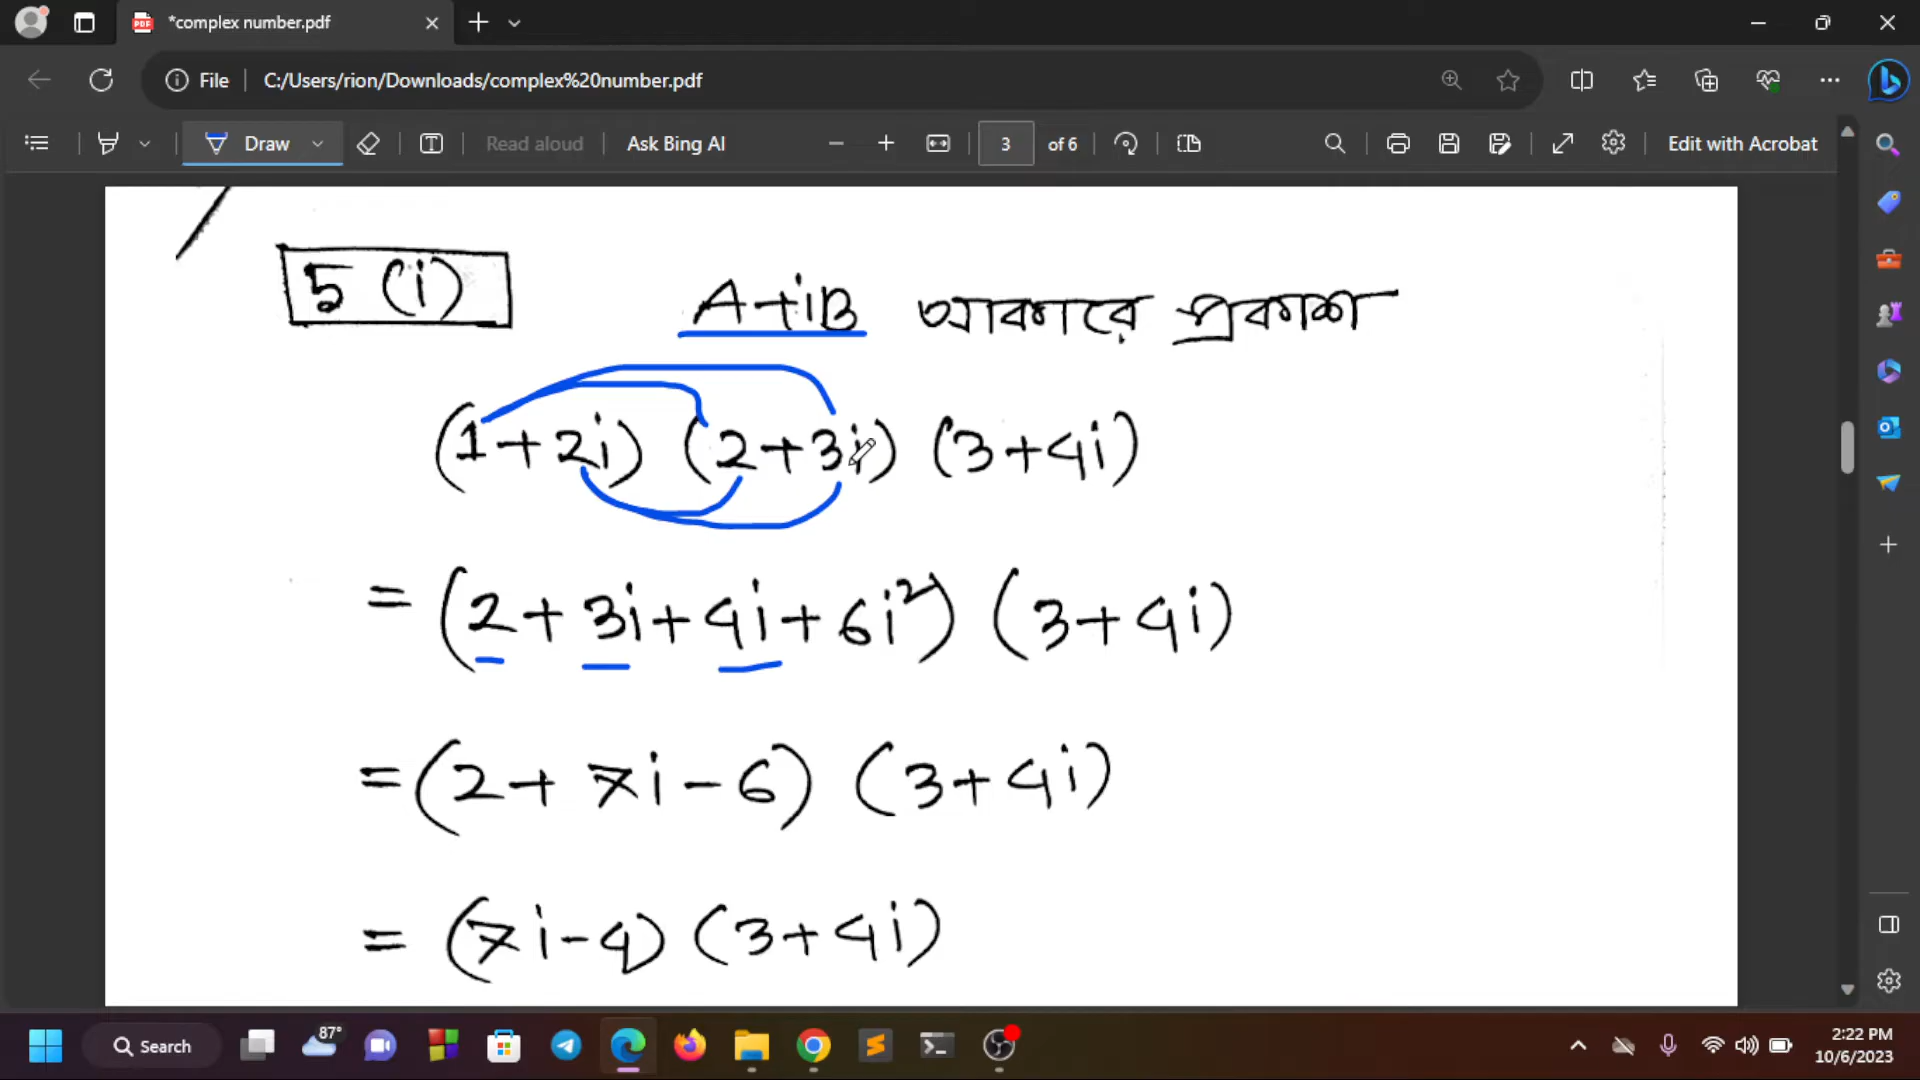 *complex number.pdf
File C:/Users/rion/Downloads/complex%20number.pdf
Draw Read aloud Ask Bing AI 3 of 6 Edit with Acrobat
5 (i)
A+iB আকারে প্রকাশ
(1+2i) (2+3i) (3+4i)
= (2+3i+4i+6i²) (3+4i)
= (2+7i-6) (3+4i)
= (7i-4) (3+4i)
87° Search 2:22 PM
10/6/2023